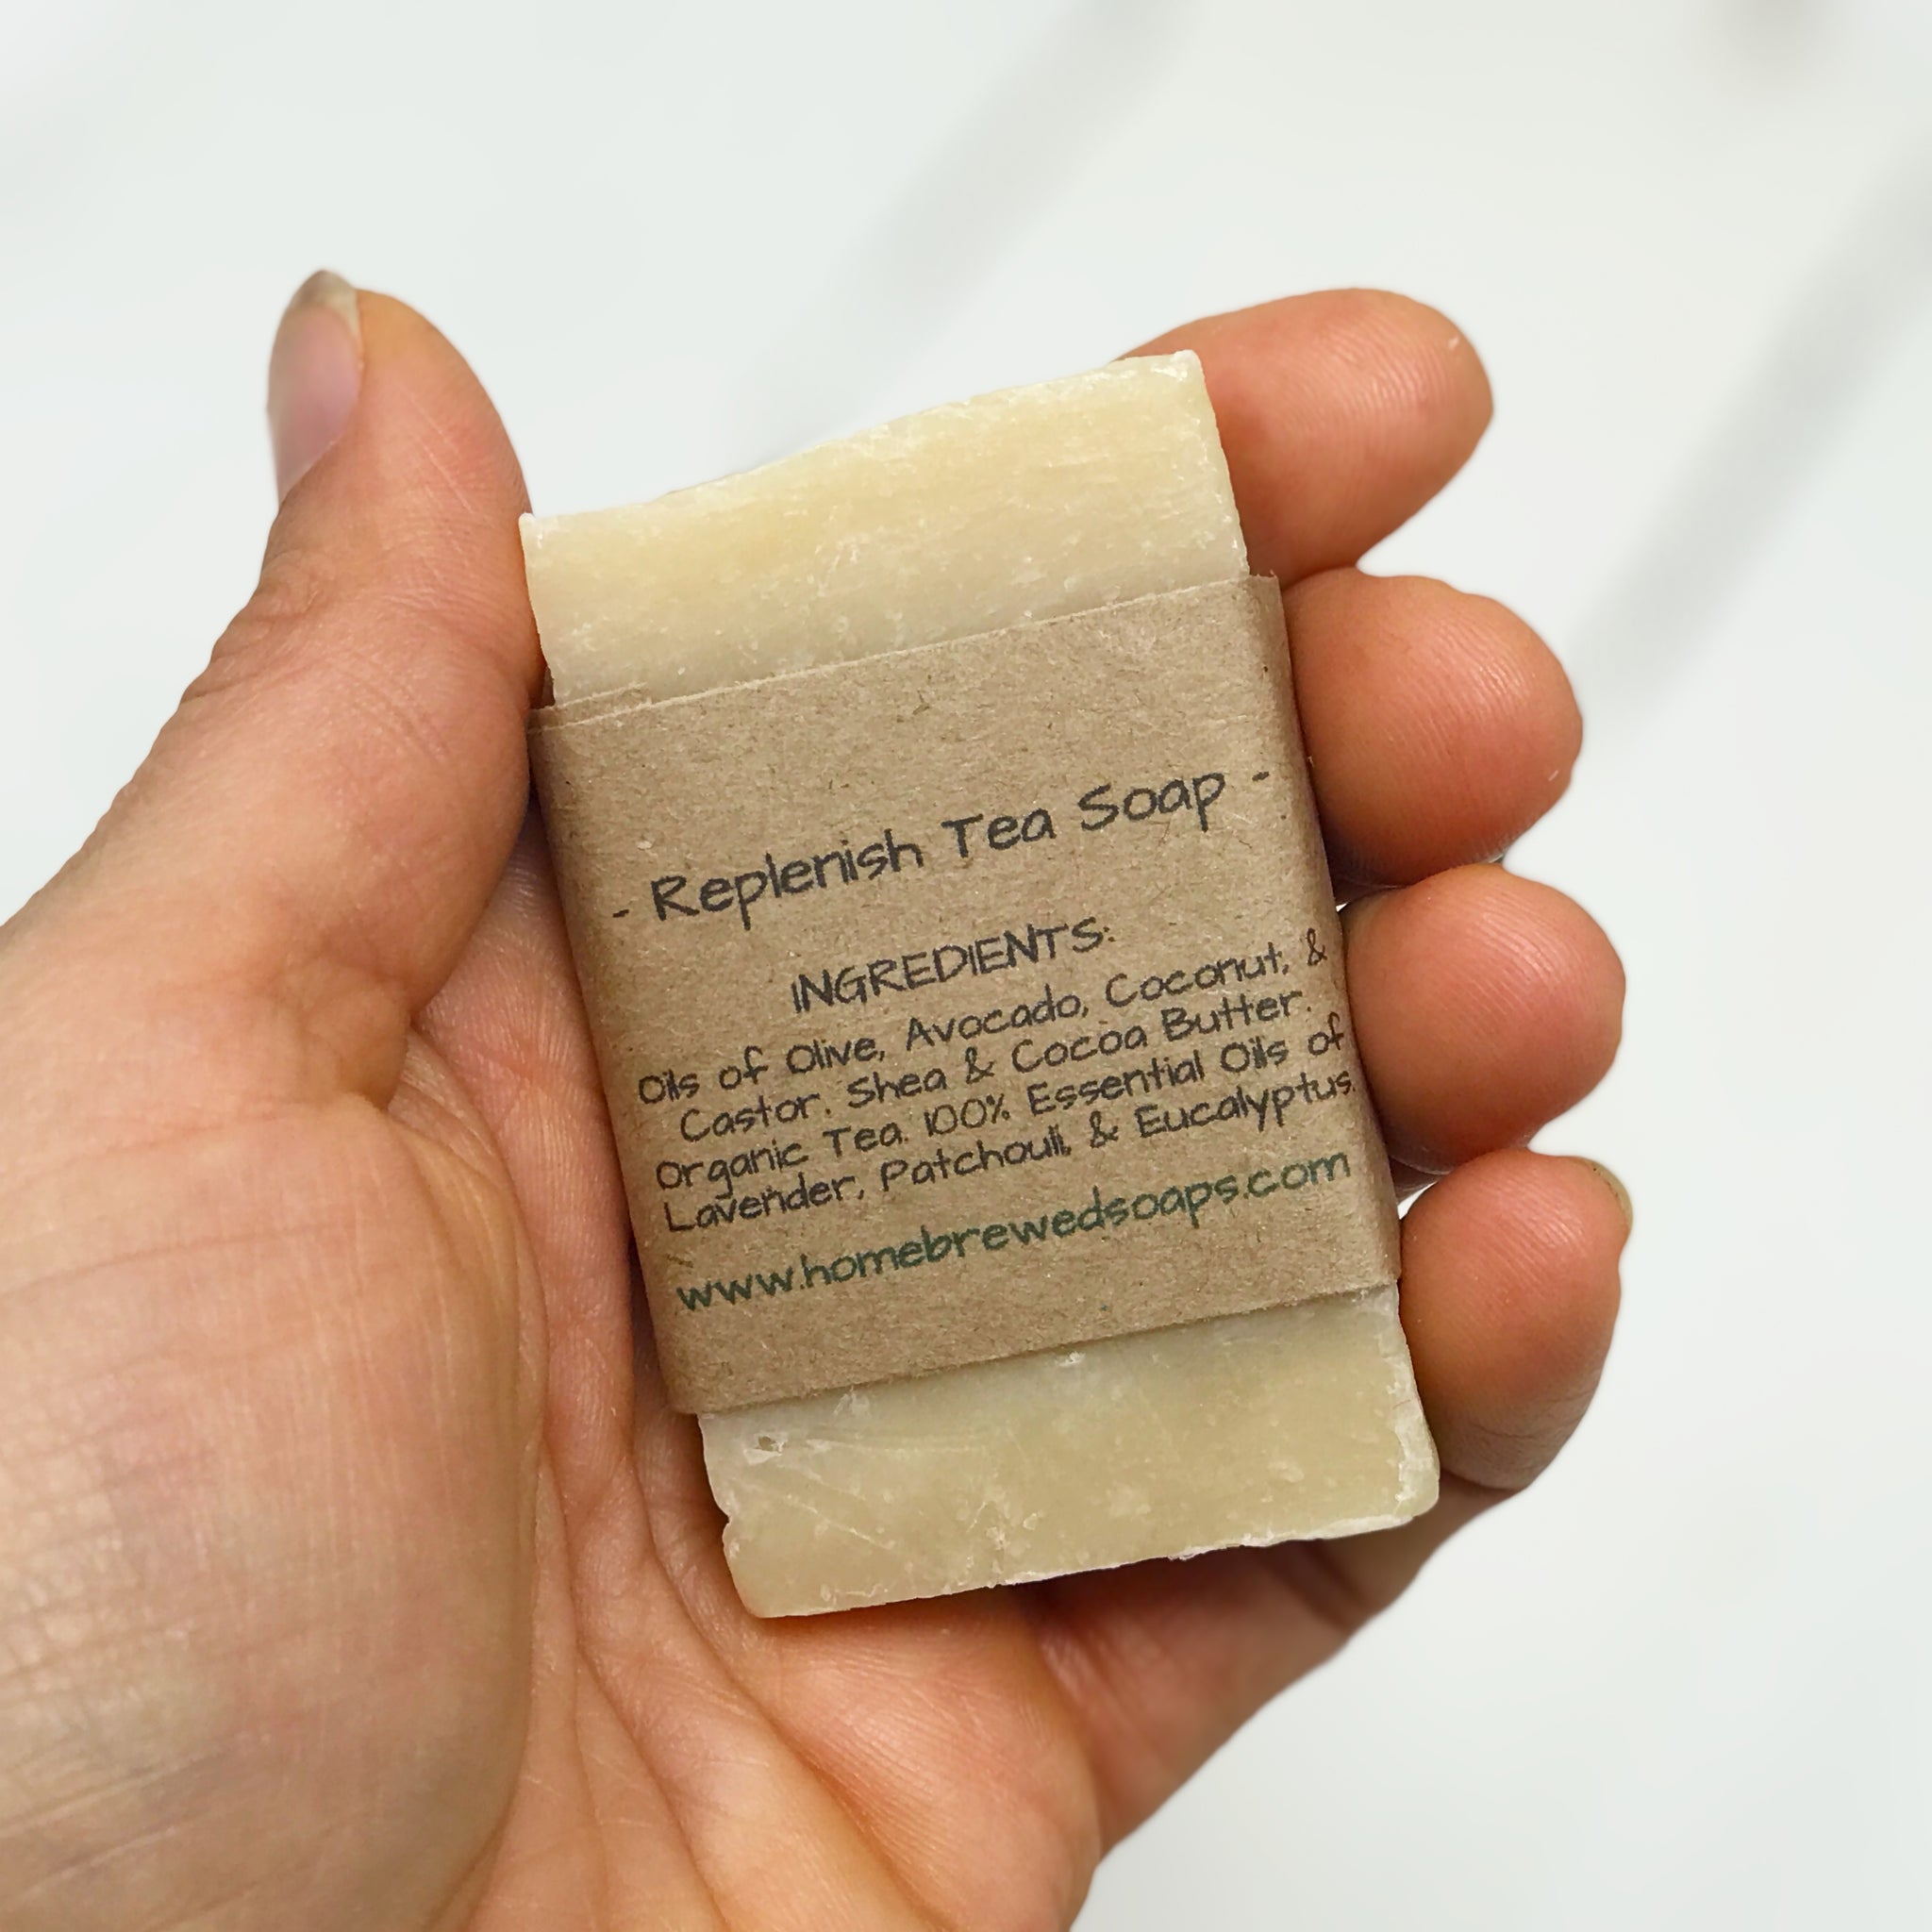 - Replenish Tea Soap -
INGREDIENTS:
Oils of Olive, Avocado, Coconut, &
Castor. Shea & Cocoa Butter.
Organic Tea. 100% Essential Oils of
Lavender, Patchouli, & Eucalyptus.
www.homebrewedsoaps.com